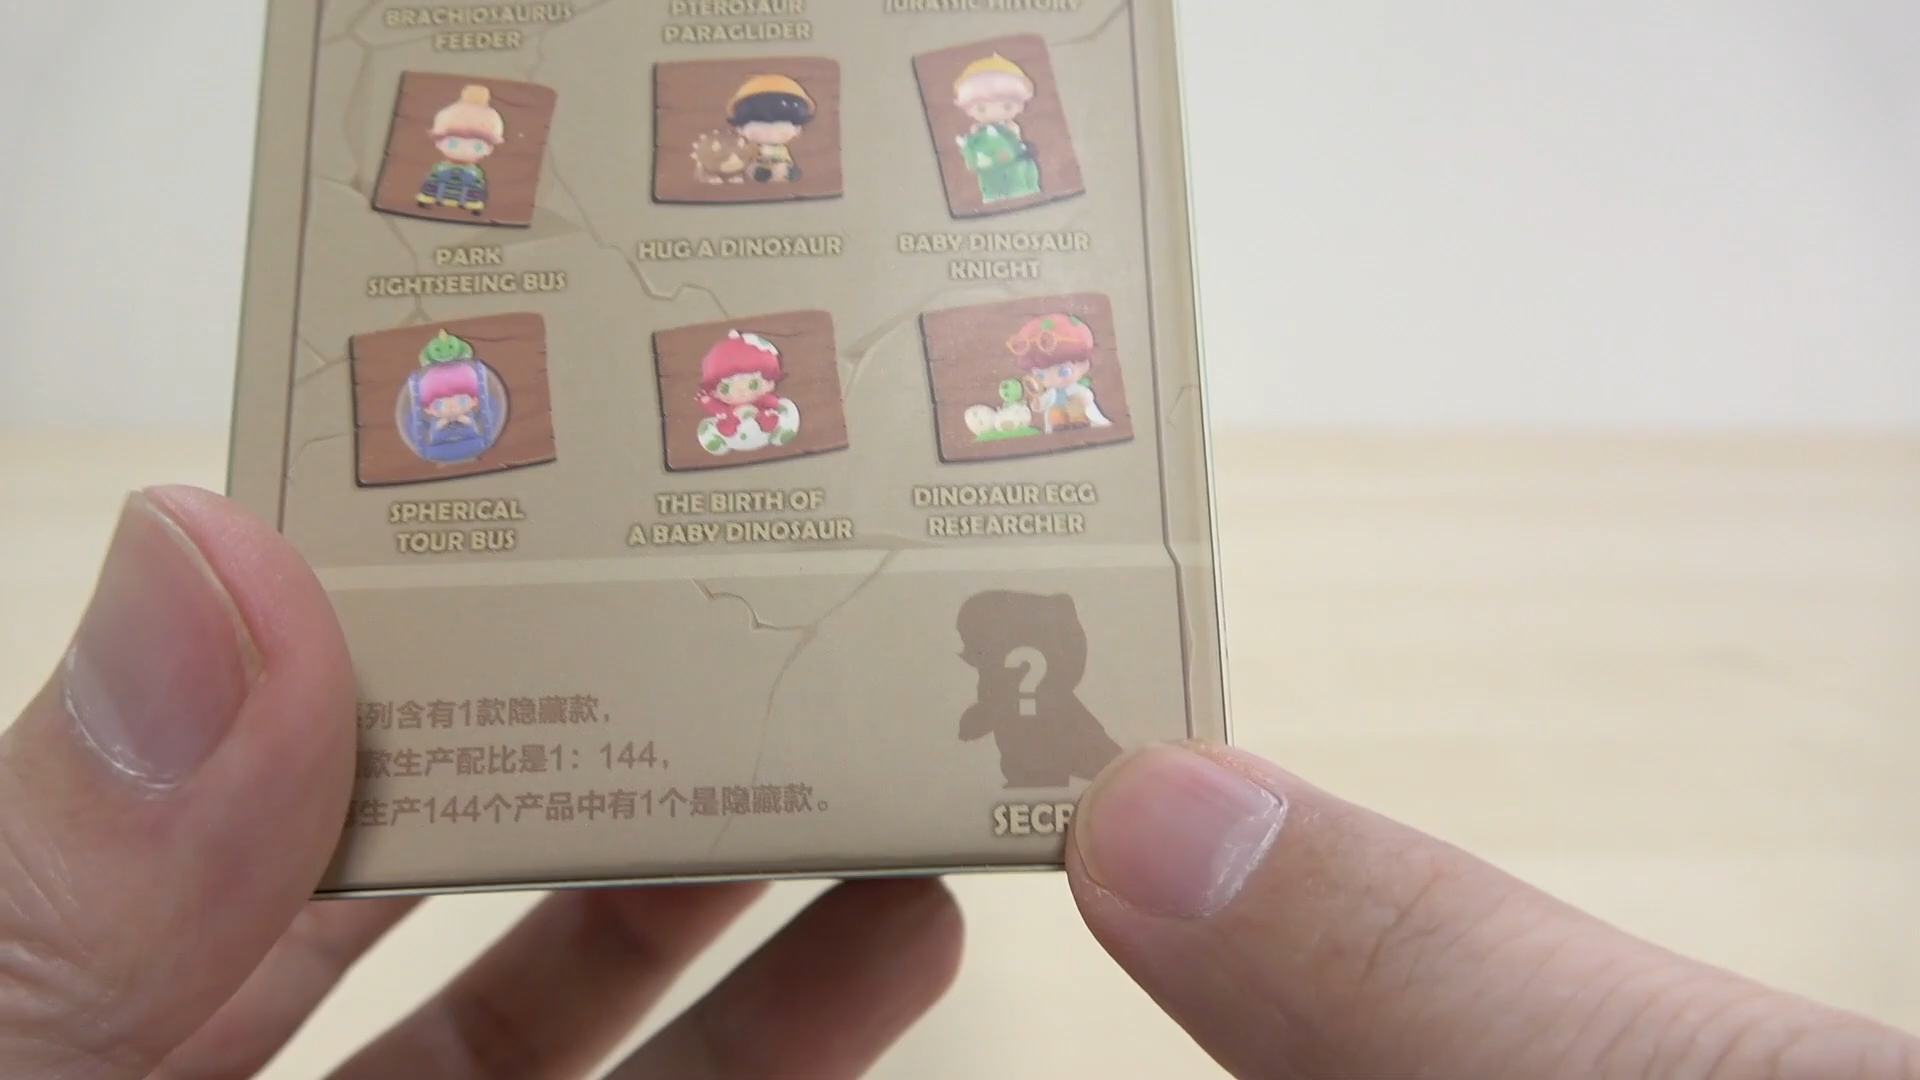 BRACHIOSAURUS
FEEDER
PTEROSAUR
PARAGLIDER
JURASSIC HISTORY
PARK
SIGHTSEEING BUS
HUG A DINOSAUR
BABY DINOSAUR
KNIGHT
SPHERICAL
TOUR BUS
THE BIRTH OF
A BABY DINOSAUR
DINOSAUR EGG
RESEARCHER
列含有1款隐藏款，
款生产配比是1：144，
生产144个产品中有1个是隐藏款。
?
SECR